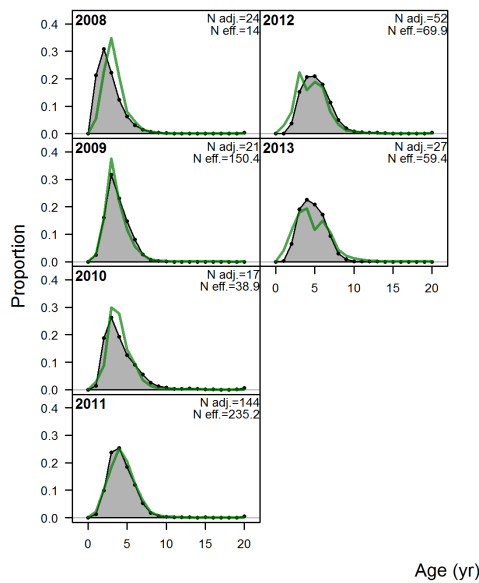 2008
N adj.=24
N eff.=14
0.4
0.3
0.2
0.1
0.0
2009
N adj.=21
N eff.=150.4
0.4
0.3
0.2
0.1
0.0
2010
N adj.=17
N eff.=38.9
0.4
0.3
0.2
0.1
0.0
2011
N adj.=144
N eff.=235.2
0.4
0.3
0.2
0.1
0.0
0 5 10 15 20
2012
N adj.=52
N eff.=69.9
2013
N adj.=27
N eff.=59.4
0 5 10 15 20
Proportion
Age (yr)